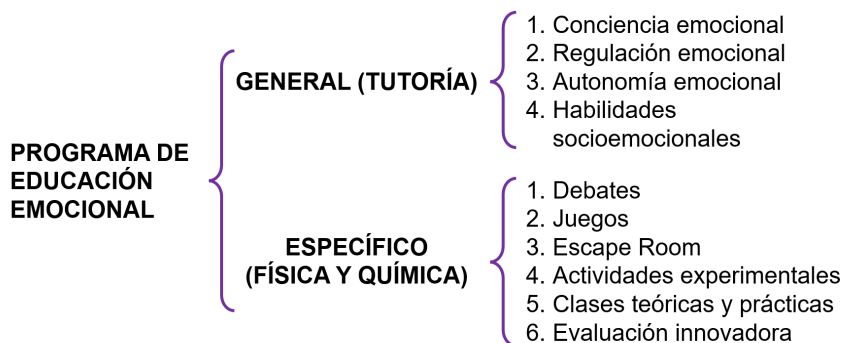 PROGRAMA DE
EDUCACIÓN
EMOCIONAL
GENERAL (TUTORÍA)
1. Conciencia emocional
2. Regulación emocional
3. Autonomía emocional
4. Habilidades
socioemocionales
ESPECÍFICO
(FÍSICA Y QUÍMICA)
1. Debates
2. Juegos
3. Escape Room
4. Actividades experimentales
5. Clases teóricas y prácticas
6. Evaluación innovadora